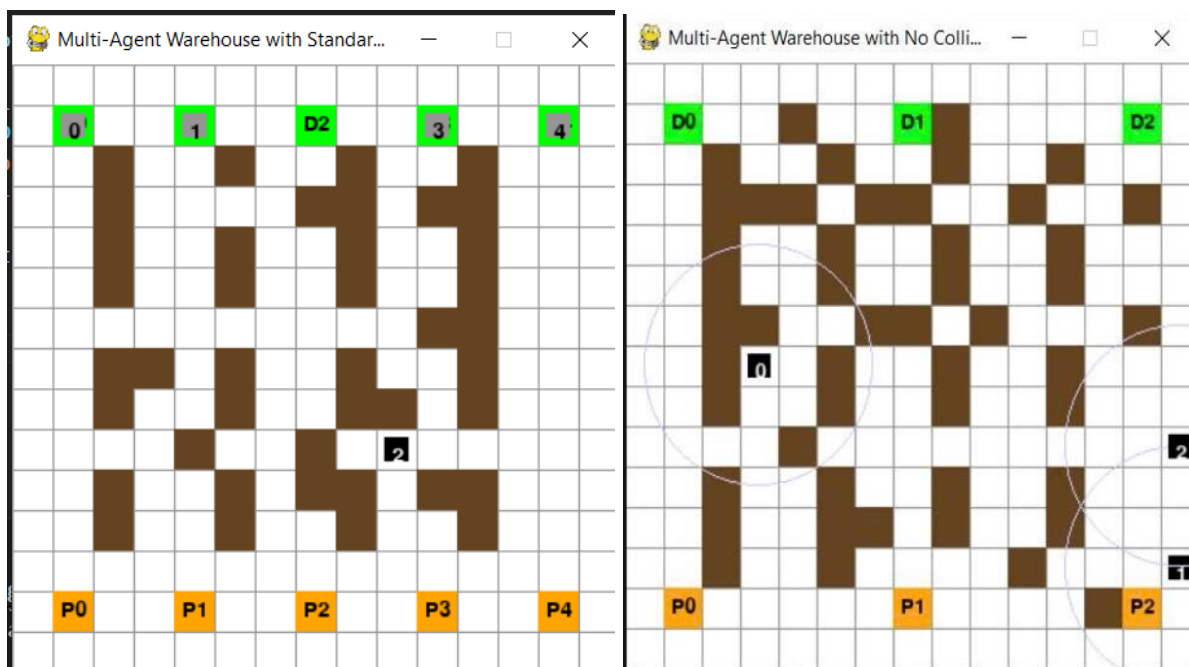 Multi-Agent Warehouse with Standar...
0 1 D2 3 4
2
P0 P1 P2 P3 P4
Multi-Agent Warehouse with No Colli...
D0 D1 D2
0
2
1
P0 P1 P2